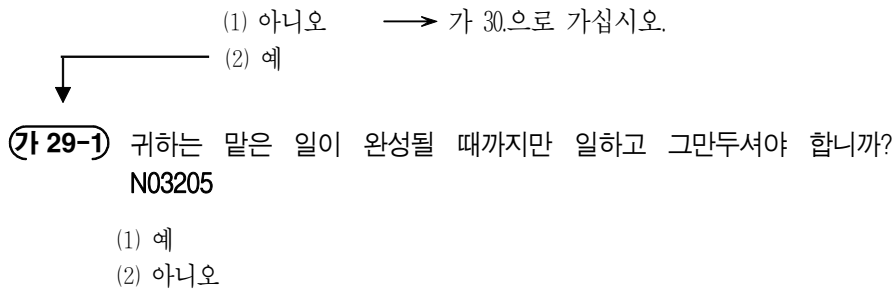 (1) 아니오 → 가 30.으로 가십시오.
(2) 예
가 29-1 귀하는 맡은 일이 완성될 때까지만 일하고 그만두셔야 합니까?
N03205
(1) 예
(2) 아니오